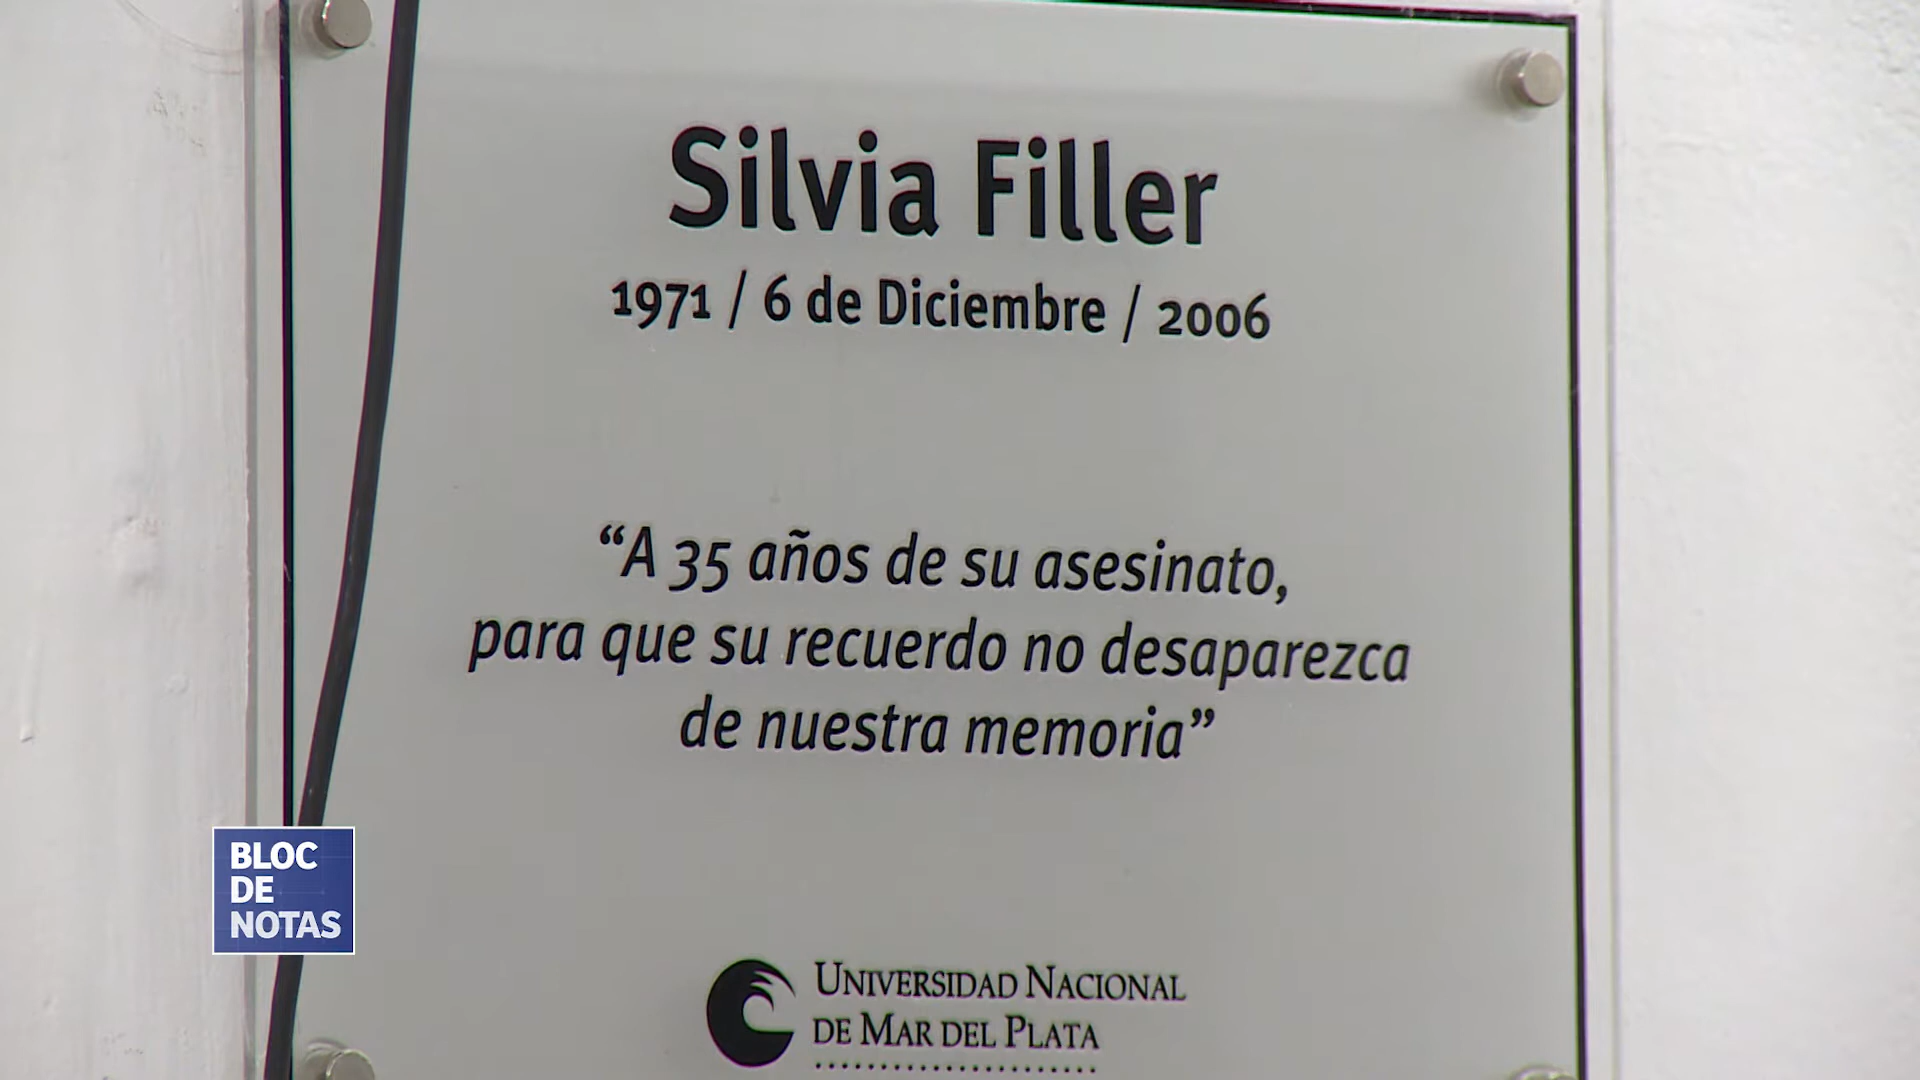 Silvia Filler
1971 / 6 de Diciembre / 2006
“A 35 años de su asesinato,
para que su recuerdo no desaparezca
de nuestra memoria”
BLOC
DE
NOTAS
UNIVERSIDAD NACIONAL
DE MAR DEL PLATA